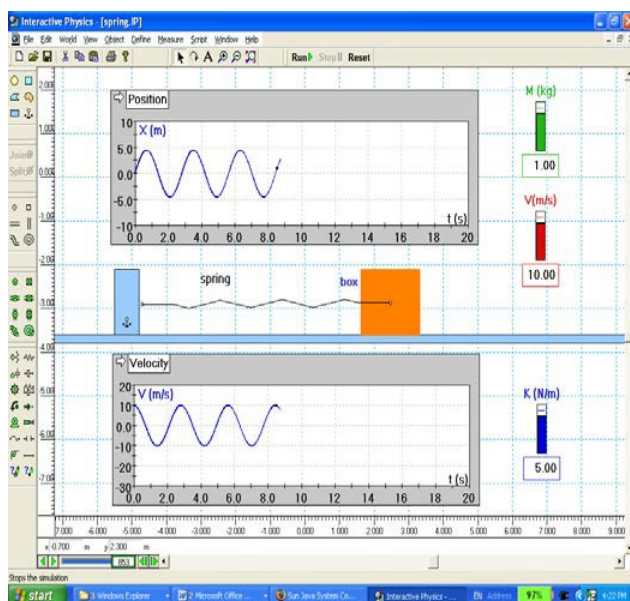 Interactive Physics - [spring.IP]
File Edit World View Object Define Measure Script Window Help
Run Stop Reset
Join
Split
2.000
1.000
0.000
-1.000
-2.000
-3.000
-4.000
-5.000
-6.000
-7.000
Position
X (m)
10
5.0
0.0
-5.0
-10
0.0 2.0 4.0 6.0 8.0 10 12 14 16 18 20
t (s)
M (kg)
1.00
V(m/s)
10.00
spring
box
Velocity
V (m/s)
20
10
0
-10
-20
-30
0.0 2.0 4.0 6.0 8.0 10 12 14 16 18 20
t (s)
K (N/m)
5.00
7.000 -6.000 -5.000 -4.000 -3.000 -2.000 -1.000 0.000 1.000 2.000 3.000 4.000 5.000 6.000 7.000 8.000 9.000
x -0.700 m y 2.300 m
853
Stops the simulation
start
3 Windows Explorer
2 Microsoft Office ...
Sun Java System Co...
Interactive Physics - ...
EN Address 97% 4:22 PM